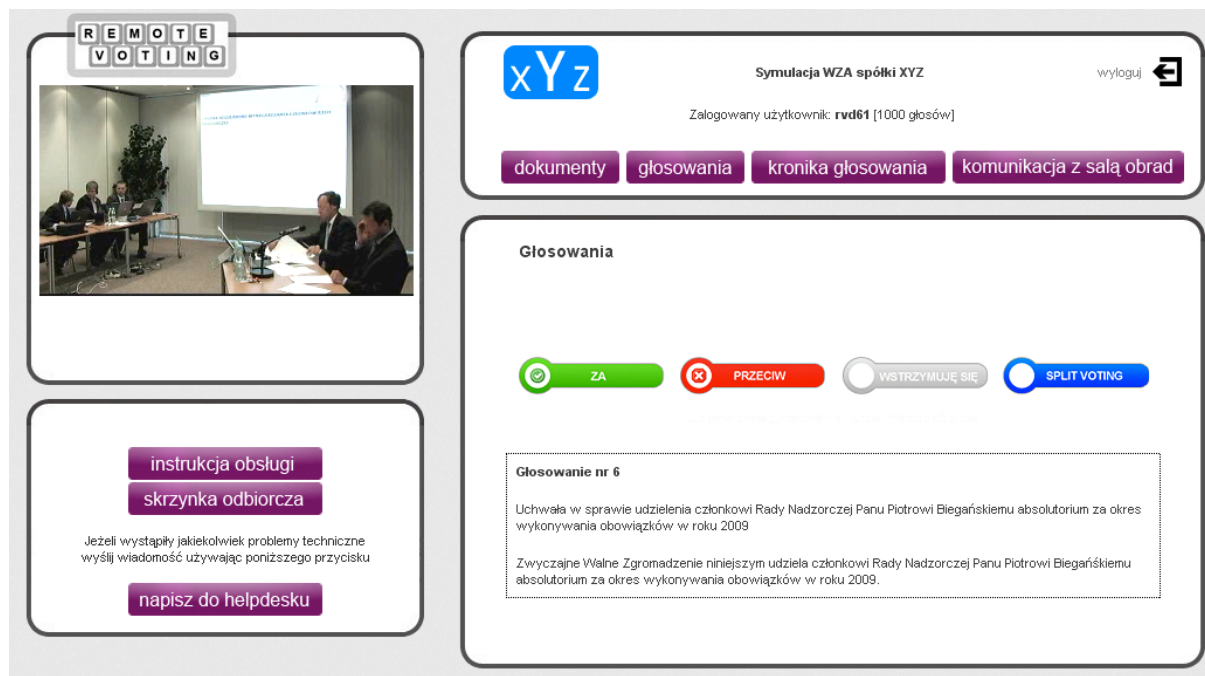 REMOTE
VOTING
xYz
Symulacja WZA spółki XYZ
wyloguj
Zalogowany użytkownik: rvd61 [1000 głosów]
dokumenty
głosowania
kronika głosowania
komunikacja z salą obrad
Głosowania
ZA
PRZECIW
WSTRZYMUJĘ SIĘ
SPLIT VOTING
Głosowanie nr 6
Uchwała w sprawie udzielenia członkowi Rady Nadzorczej Panu Piotrowi Biegańskiemu absolutorium za okres
wykonywania obowiązków w roku 2009
Zwyczajne Walne Zgromadzenie niniejszym udziela członkowi Rady Nadzorczej Panu Piotrowi Biegańśkiemu
absolutorium za okres wykonywania obowiązków w roku 2009.
instrukcja obsługi
skrzynka odbiorcza
Jeżeli wystąpiły jakiekolwiek problemy techniczne
wyślij wiadomość używając poniższego przycisku
napisz do helpdesku